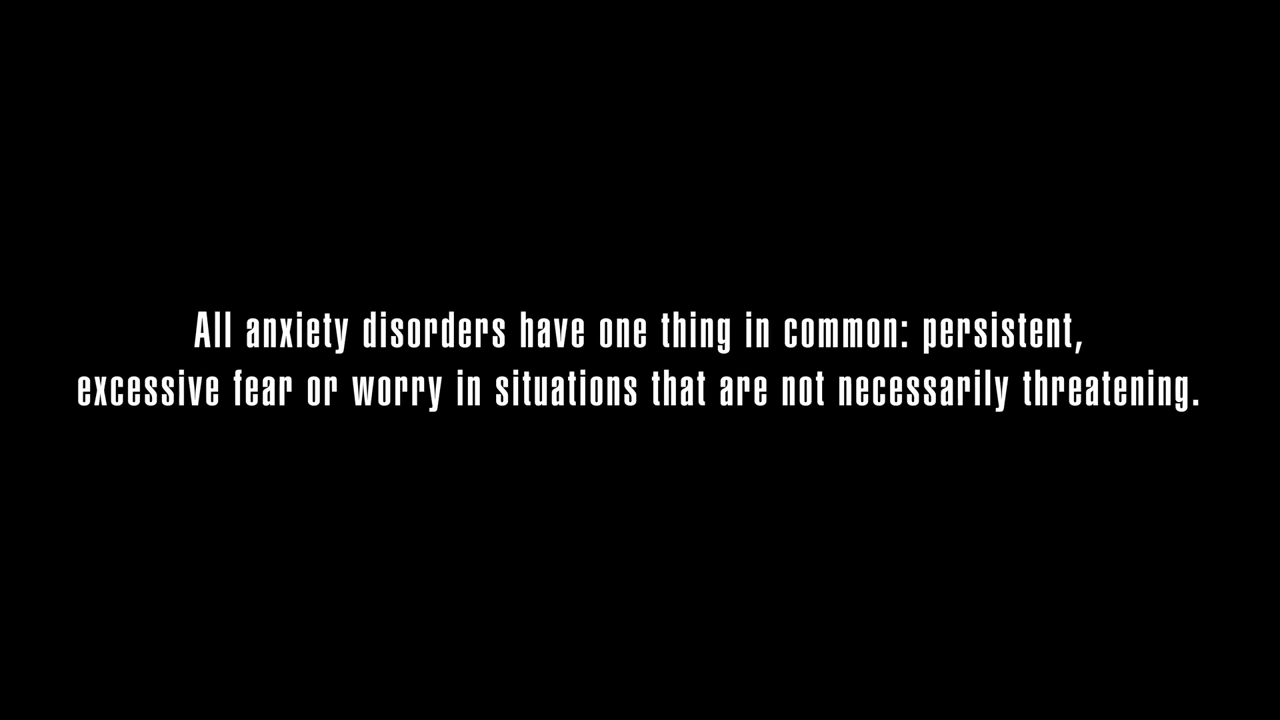 All anxiety disorders have one thing in common: persistent,
excessive fear or worry in situations that are not necessarily threatening.